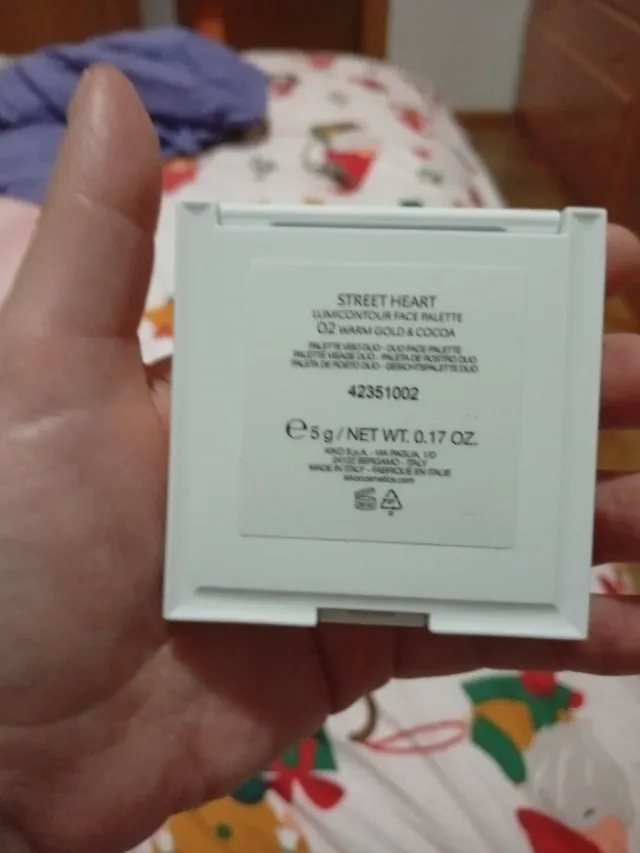 STREET HEART
LUMICONTOUR FACE PALETTE
02 WARM GOLD & COCOA
PALETTE VISO DUO - DUO FACE PALETTE
PALETTE VISAGE DUO - PALETA DE ROSTRO DUO
PALETA DE ROSTO DUO - GESICHTSPALETTE DUO
42351002
℮ 5 g / NET WT. 0.17 OZ.
KIKO S.p.A. - VIA PAGLIA, 1/D
24122 BERGAMO - ITALY
MADE IN ITALY - FABRIQUÉ EN ITALIE
kikocosmetics.com